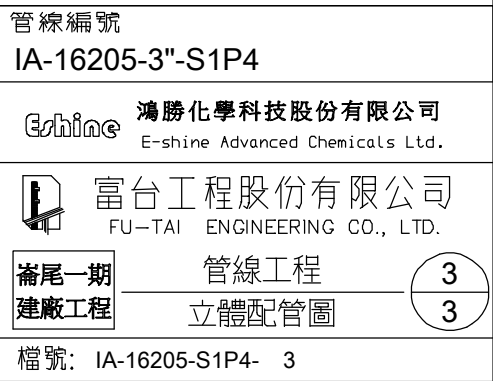 管線編號
IA-16205-3"-S1P4
Eshine
鴻勝化學科技股份有限公司
E-shine Advanced Chemicals Ltd.
富台工程股份有限公司
FU-TAI ENGINEERING CO., LTD.
崙尾一期
建廠工程
管線工程
立體配管圖
3
3
檔號: IA-16205-S1P4- 3